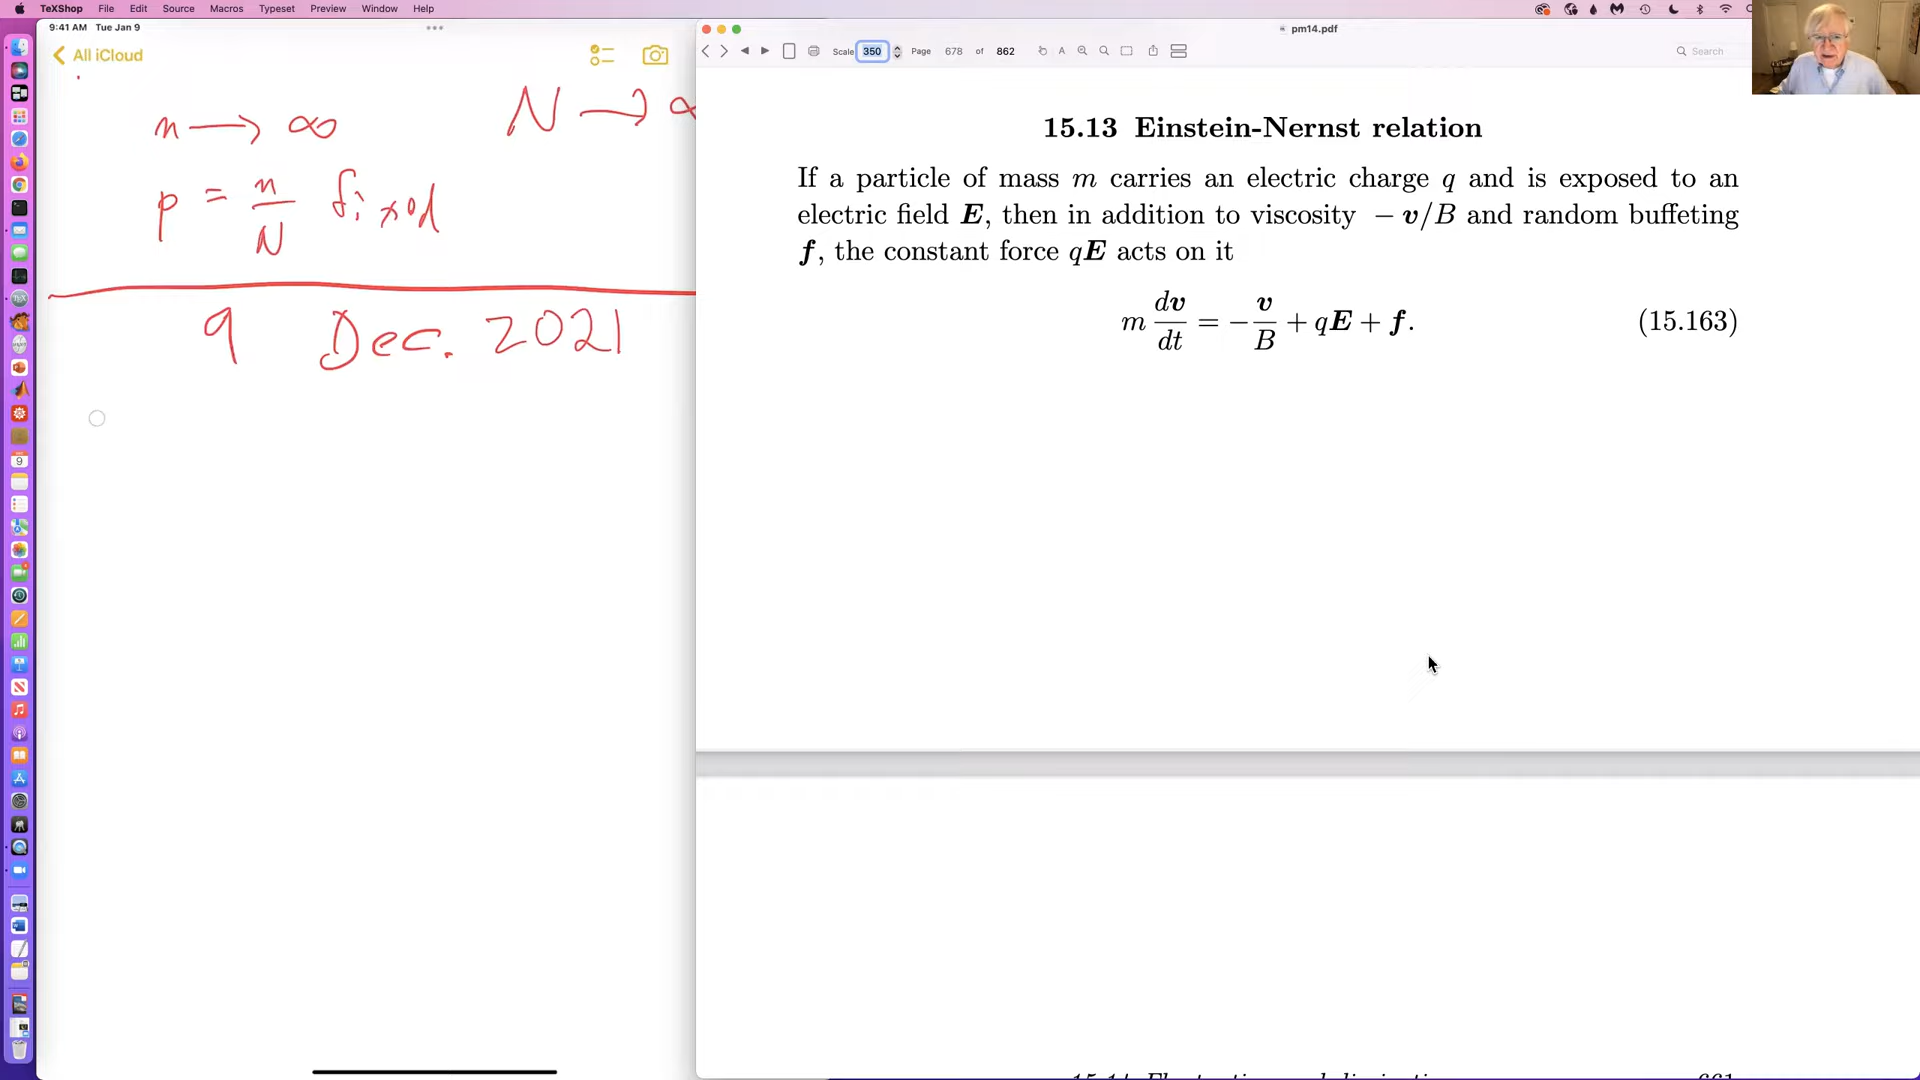 TeXShop File Edit Source Macros Typeset Preview Window Help
9:41 AM Tue Jan 9
All iCloud
n → ∞ N → ∞
p = n/N fixed
9 Dec. 2021
pm14.pdf
Scale 350 Page 678 of 862 Search
15.13 Einstein-Nernst relation
If a particle of mass m carries an electric charge q and is exposed to an
electric field E, then in addition to viscosity − v/B and random buffeting
f, the constant force qE acts on it
m dv/dt = − v/B + qE + f. (15.163)